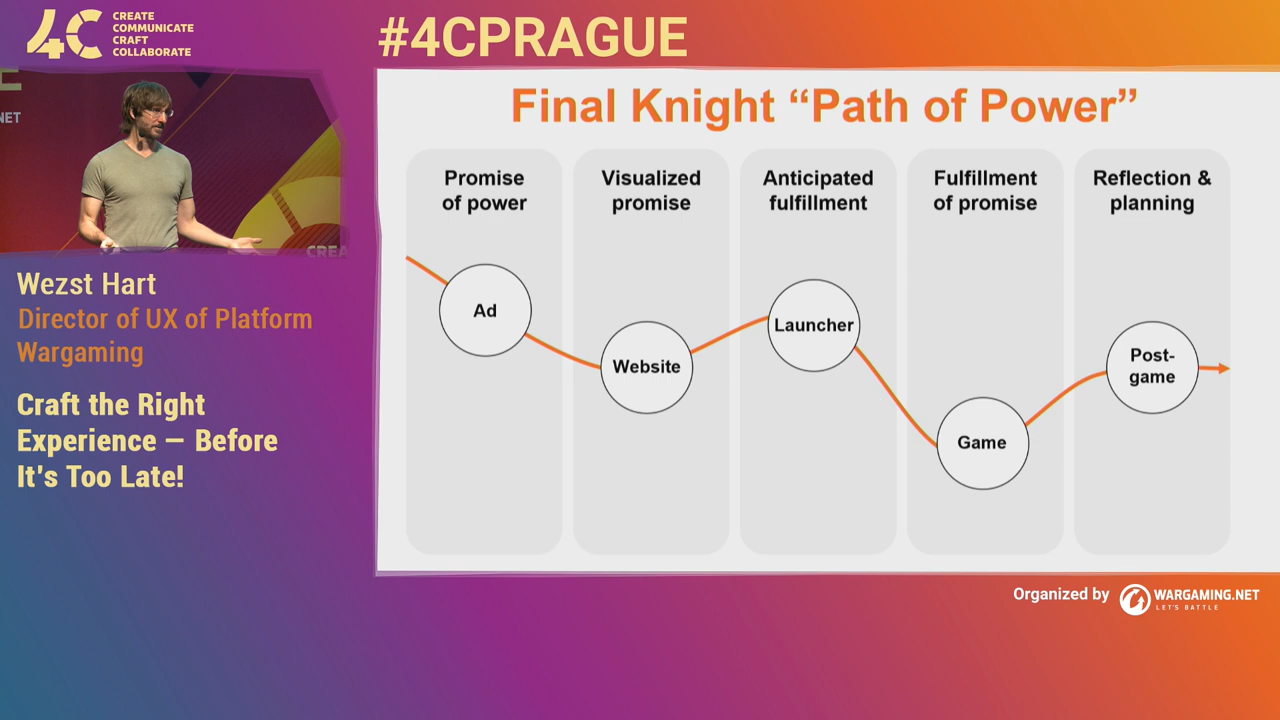 4C
CREATE
COMMUNICATE
CRAFT
COLLABORATE
#4CPRAGUE
E
NET
CREA
Wezst Hart
Director of UX of Platform
Wargaming
Craft the Right
Experience — Before
It's Too Late!
Final Knight “Path of Power”
Promise
of power
Visualized
promise
Anticipated
fulfillment
Fulfillment
of promise
Reflection &
planning
Ad
Website
Launcher
Game
Post-
game
Organized by
WARGAMING.NET
LET'S BATTLE